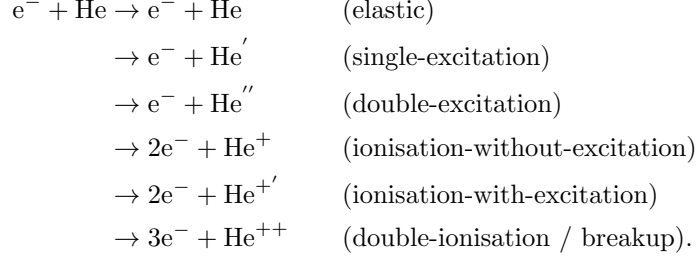 e⁻ + He → e⁻ + He (elastic)
→ e⁻ + He′ (single-excitation)
→ e⁻ + He′′ (double-excitation)
→ 2e⁻ + He⁺ (ionisation-without-excitation)
→ 2e⁻ + He⁺′ (ionisation-with-excitation)
→ 3e⁻ + He⁺⁺ (double-ionisation / breakup).